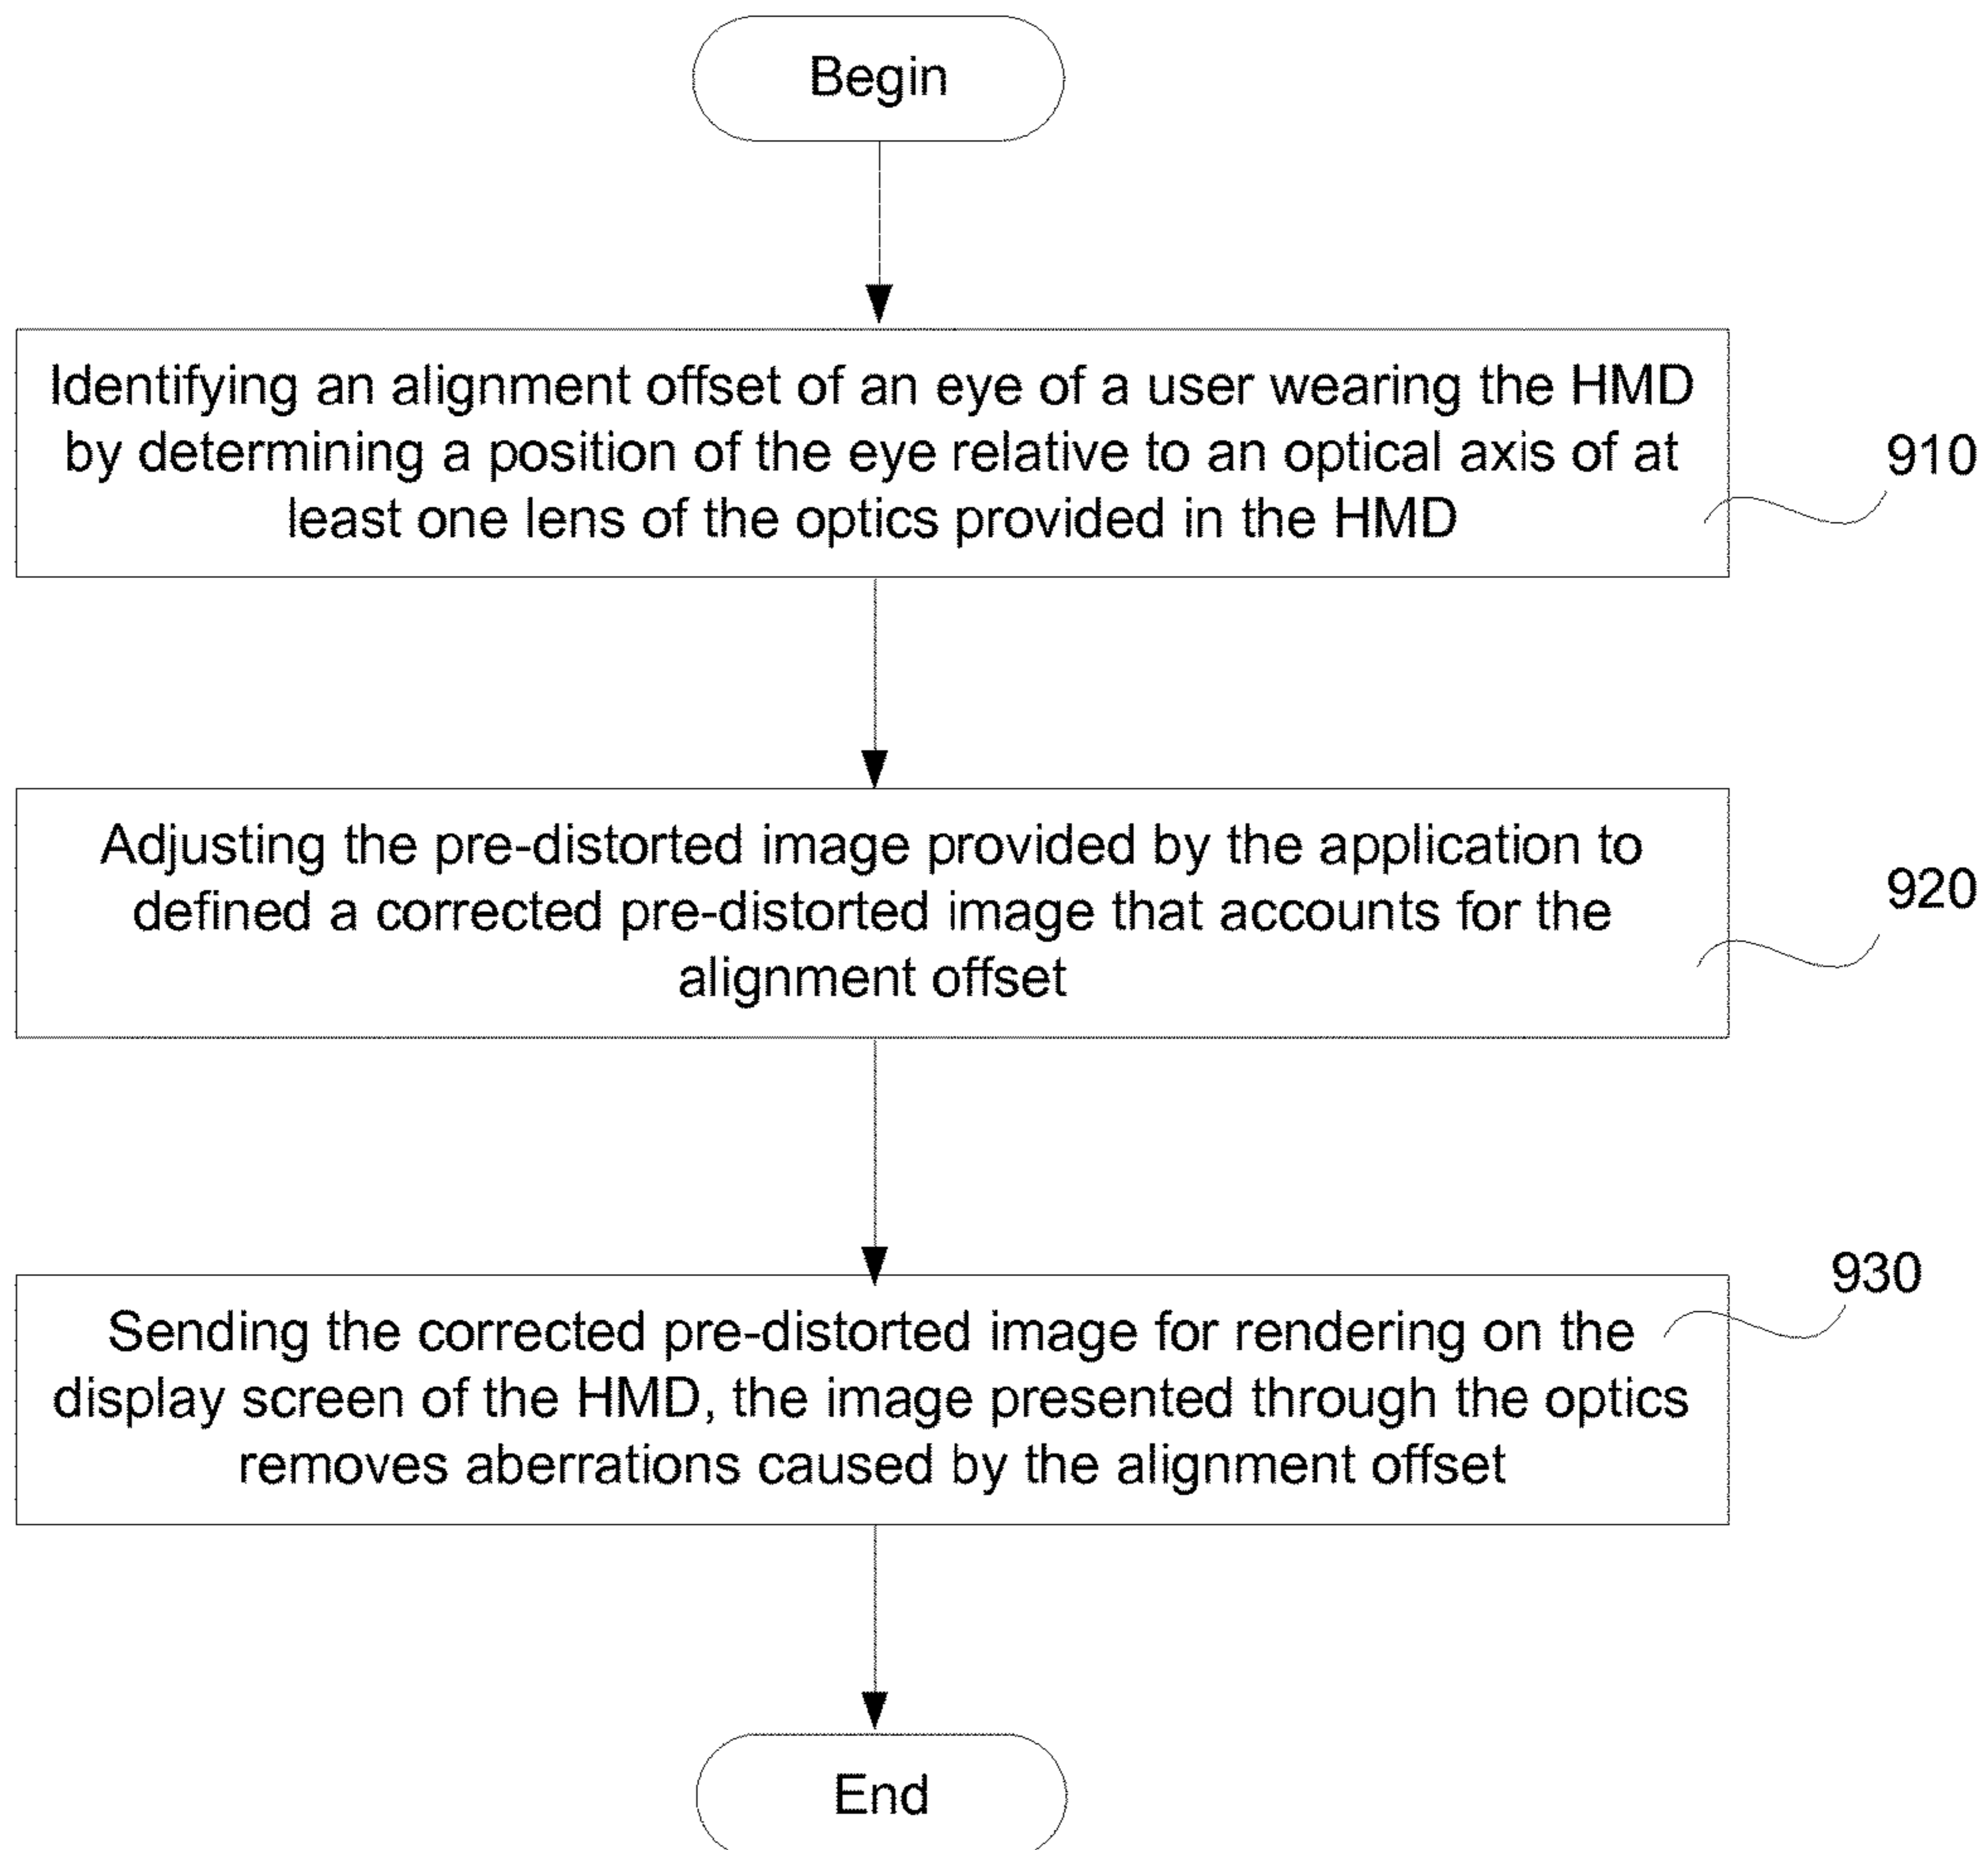 Begin
Identifying an alignment offset of an eye of a user wearing the HMD
by determining a position of the eye relative to an optical axis of at
least one lens of the optics provided in the HMD
910
Adjusting the pre-distorted image provided by the application to
defined a corrected pre-distorted image that accounts for the
alignment offset
920
930
Sending the corrected pre-distorted image for rendering on the
display screen of the HMD, the image presented through the optics
removes aberrations caused by the alignment offset
End